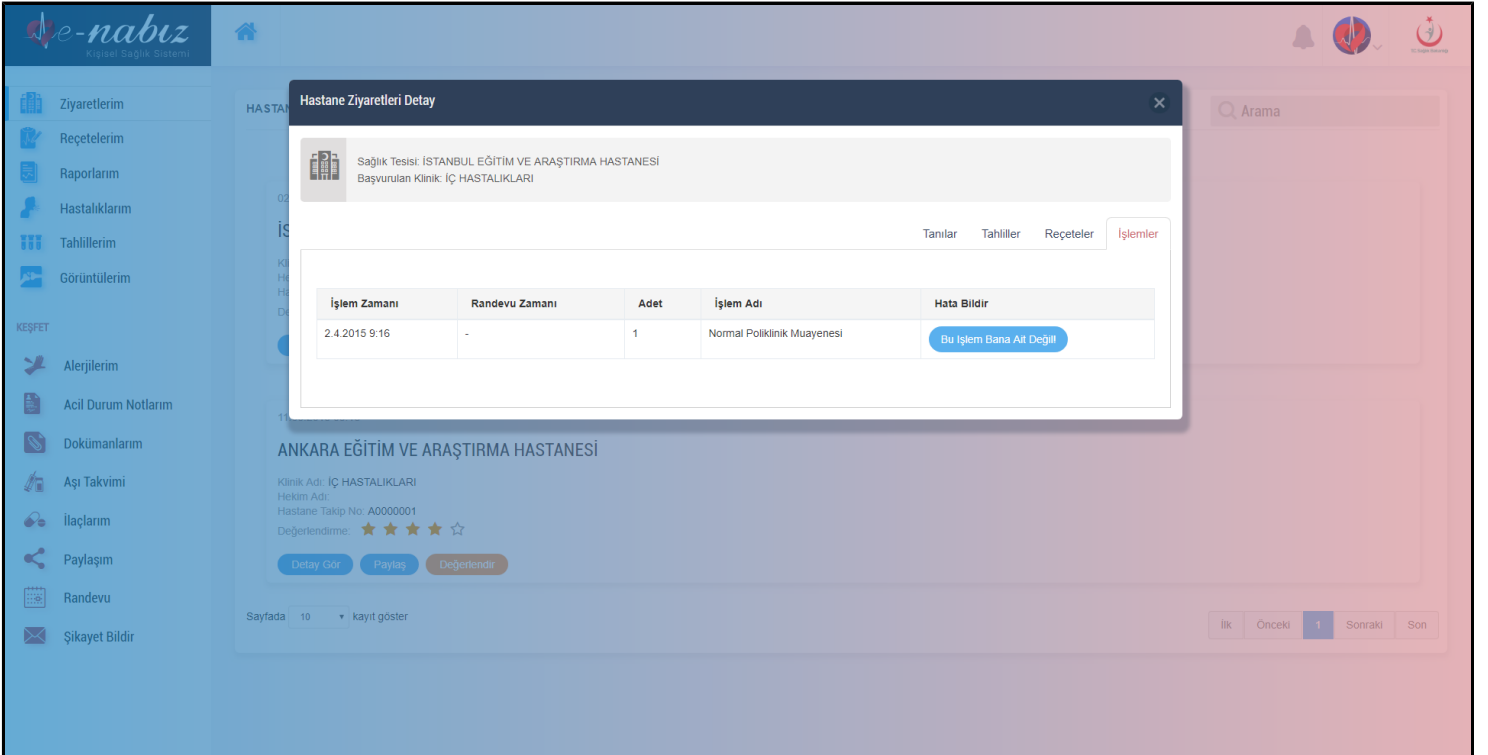 e-nabız
Kişisel Sağlık Sistemi
Ziyaretlerim
Reçetelerim
Raporlarım
Hastalıklarım
Tahlillerim
Görüntülerim
KEŞFET
Alerjilerim
Acil Durum Notlarım
Dokümanlarım
Aşı Takvimi
İlaçlarım
Paylaşım
Randevu
Şikayet Bildir
Arama
Hastane Ziyaretleri Detay
Sağlık Tesisi: İSTANBUL EĞİTİM VE ARAŞTIRMA HASTANESİ
Başvurulan Klinik: İÇ HASTALIKLARI
Tanılar Tahliller Reçeteler İşlemler
İşlem Zamanı Randevu Zamanı Adet İşlem Adı Hata Bildir
2.4.2015 9:16 - 1 Normal Poliklinik Muayenesi Bu İşlem Bana Ait Değil!
ANKARA EĞİTİM VE ARAŞTIRMA HASTANESİ
Klinik Adı: İÇ HASTALIKLARI
Hekim Adı:
Hastane Takip No: A0000001
Değerlendirme:
Detay Gör Paylaş Değerlendir
Sayfada 10 kayıt göster
İlk Önceki 1 Sonraki Son